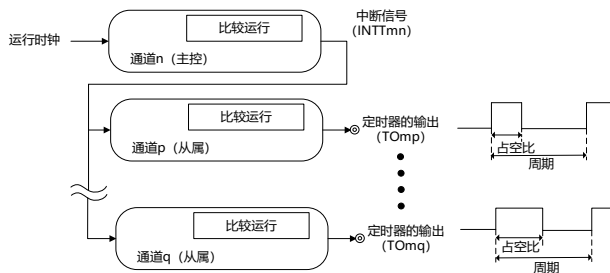 运行时钟
比较运行
通道n（主控）
中断信号
(INTTmn)
比较运行
通道p（从属）
定时器的输出
(TOmp)
占空比
周期
比较运行
通道q（从属）
定时器的输出
(TOmq)
占空比
周期